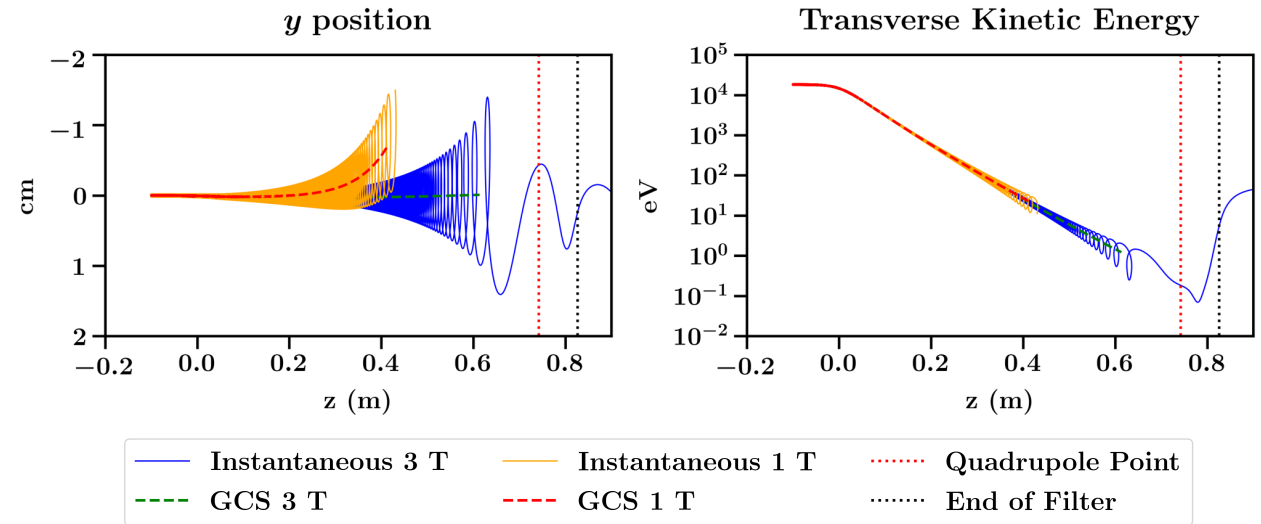 y position
−2
−1
0
1
2
cm
−0.2 0.0 0.2 0.4 0.6 0.8
z (m)
Transverse Kinetic Energy
10^5
10^4
10^3
10^2
10^1
10^0
10^−1
10^−2
eV
−0.2 0.0 0.2 0.4 0.6 0.8
z (m)
Instantaneous 3 T Instantaneous 1 T Quadrupole Point
GCS 3 T GCS 1 T End of Filter